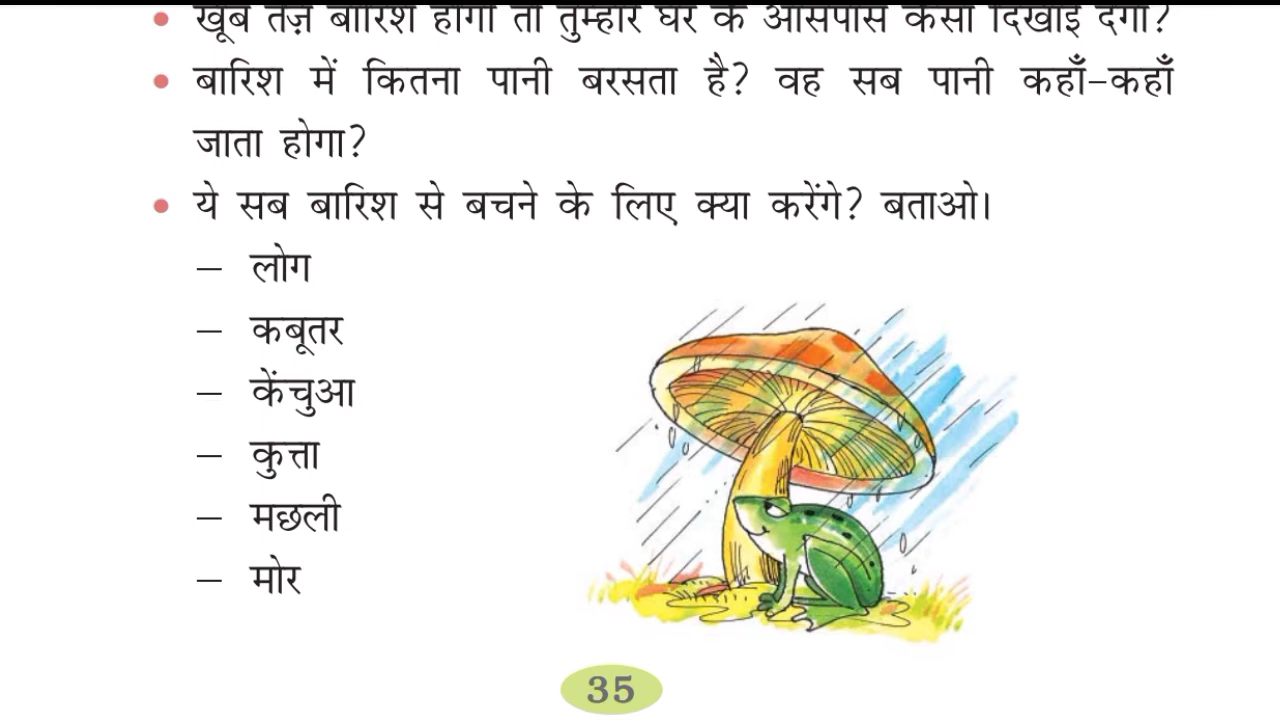 • खूब तेज़ बारिश होगी तो तुम्हारे घर के आसपास कैसा दिखाई देगा?
• बारिश में कितना पानी बरसता है? वह सब पानी कहाँ-कहाँ
जाता होगा?
• ये सब बारिश से बचने के लिए क्या करेंगे? बताओ।
– लोग
– कबूतर
– केंचुआ
– कुत्ता
– मछली
– मोर
35